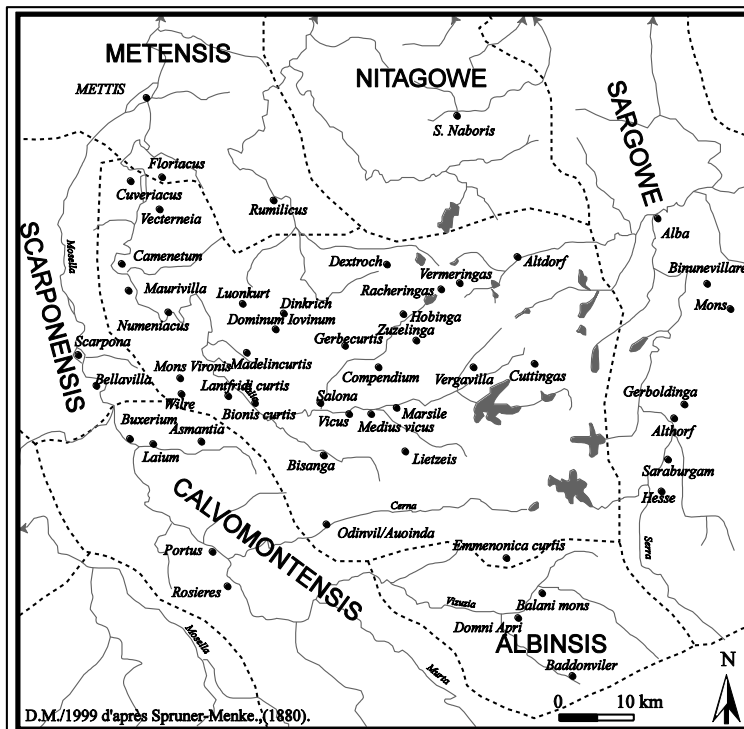 METENSIS
NITAGOWE
METTIS
S. Naboris
SARGOWE
Floriacus
Cuveriacus
Vecterneia
Rumilicus
Alba
SCARPONENSIS
Mosella
Camenetum
Dextroch
Altdorf
Vermeringas
Binunevillare
Maurivilla
Racheringas
Luonkurt
Dinkrich
Mons
Numeniacus
Dominum Iovinum
Hobinga
Zuzelinga
Gerbecurtis
Scarpona
Madelincurtis
Mons Vironis
Compendium
Vergavilla
Cuttingas
Bellavilla
Lantfridi curtis
Wilre
Salona
Gerboldinga
Bionis curtis
Vicus
Medius vicus
Marsile
Buxerium
Asmantia
Althorf
Laium
Bisanga
Lietzeis
Saraburgam
Hesse
CALVOMONTENSIS
Cerna
Odinvil/Auoinda
Portus
Emmenonica curtis
Serra
Rosieres
Vizuzia
Balani mons
Domni Apri
Mosella
Murta
ALBINSIS
Baddonviler
N
0 10 km
D.M./1999 d'après Spruner-Menke.,(1880).